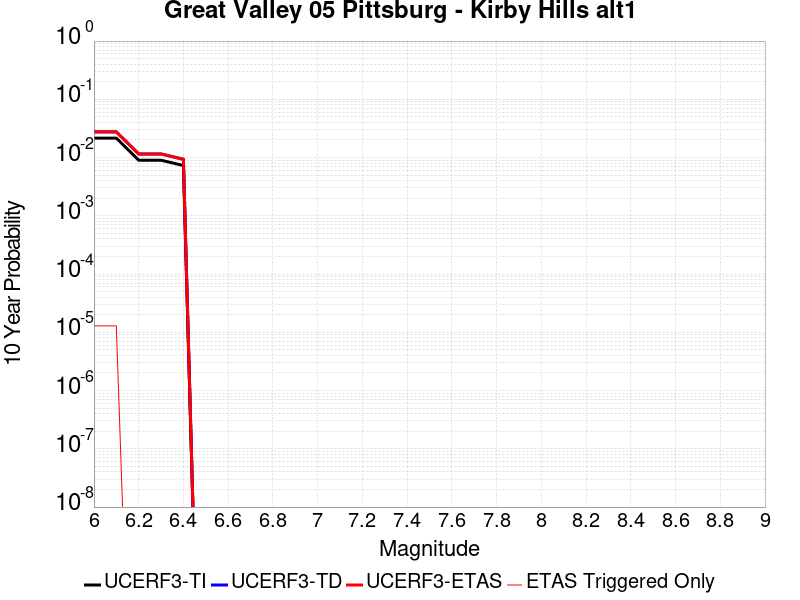 Great Valley 05 Pittsburg - Kirby Hills alt1
10^0
10^-1
10^-2
10^-3
10^-4
10^-5
10^-6
10^-7
10^-8
10 Year Probability
6 6.2 6.4 6.6 6.8 7 7.2 7.4 7.6 7.8 8 8.2 8.4 8.6 8.8 9
Magnitude
UCERF3-TI UCERF3-TD UCERF3-ETAS ETAS Triggered Only